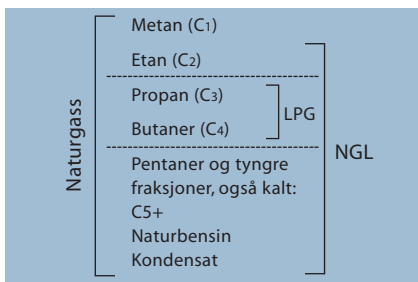 Naturgass
Metan (C1)
Etan (C2)
Propan (C3)
Butaner (C4)
LPG
Pentaner og tyngre
fraksjoner, også kalt:
C5+
Naturbensin
Kondensat
NGL